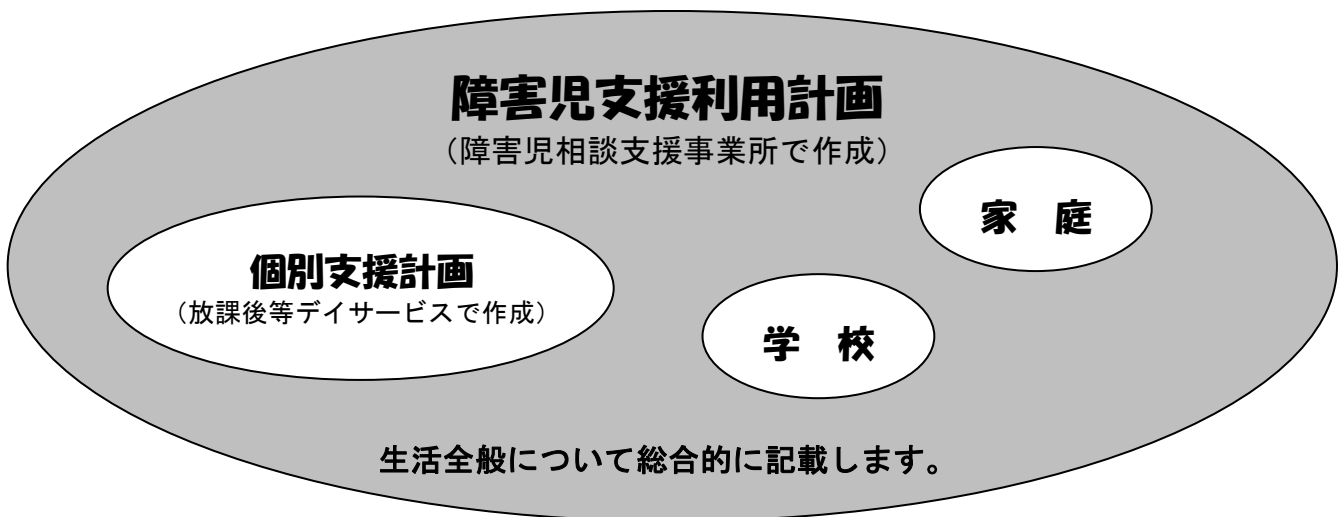 障害児支援利用計画
（障害児相談支援事業所で作成）
家　庭
個別支援計画
（放課後等デイサービスで作成）
学　校
生活全般について総合的に記載します。